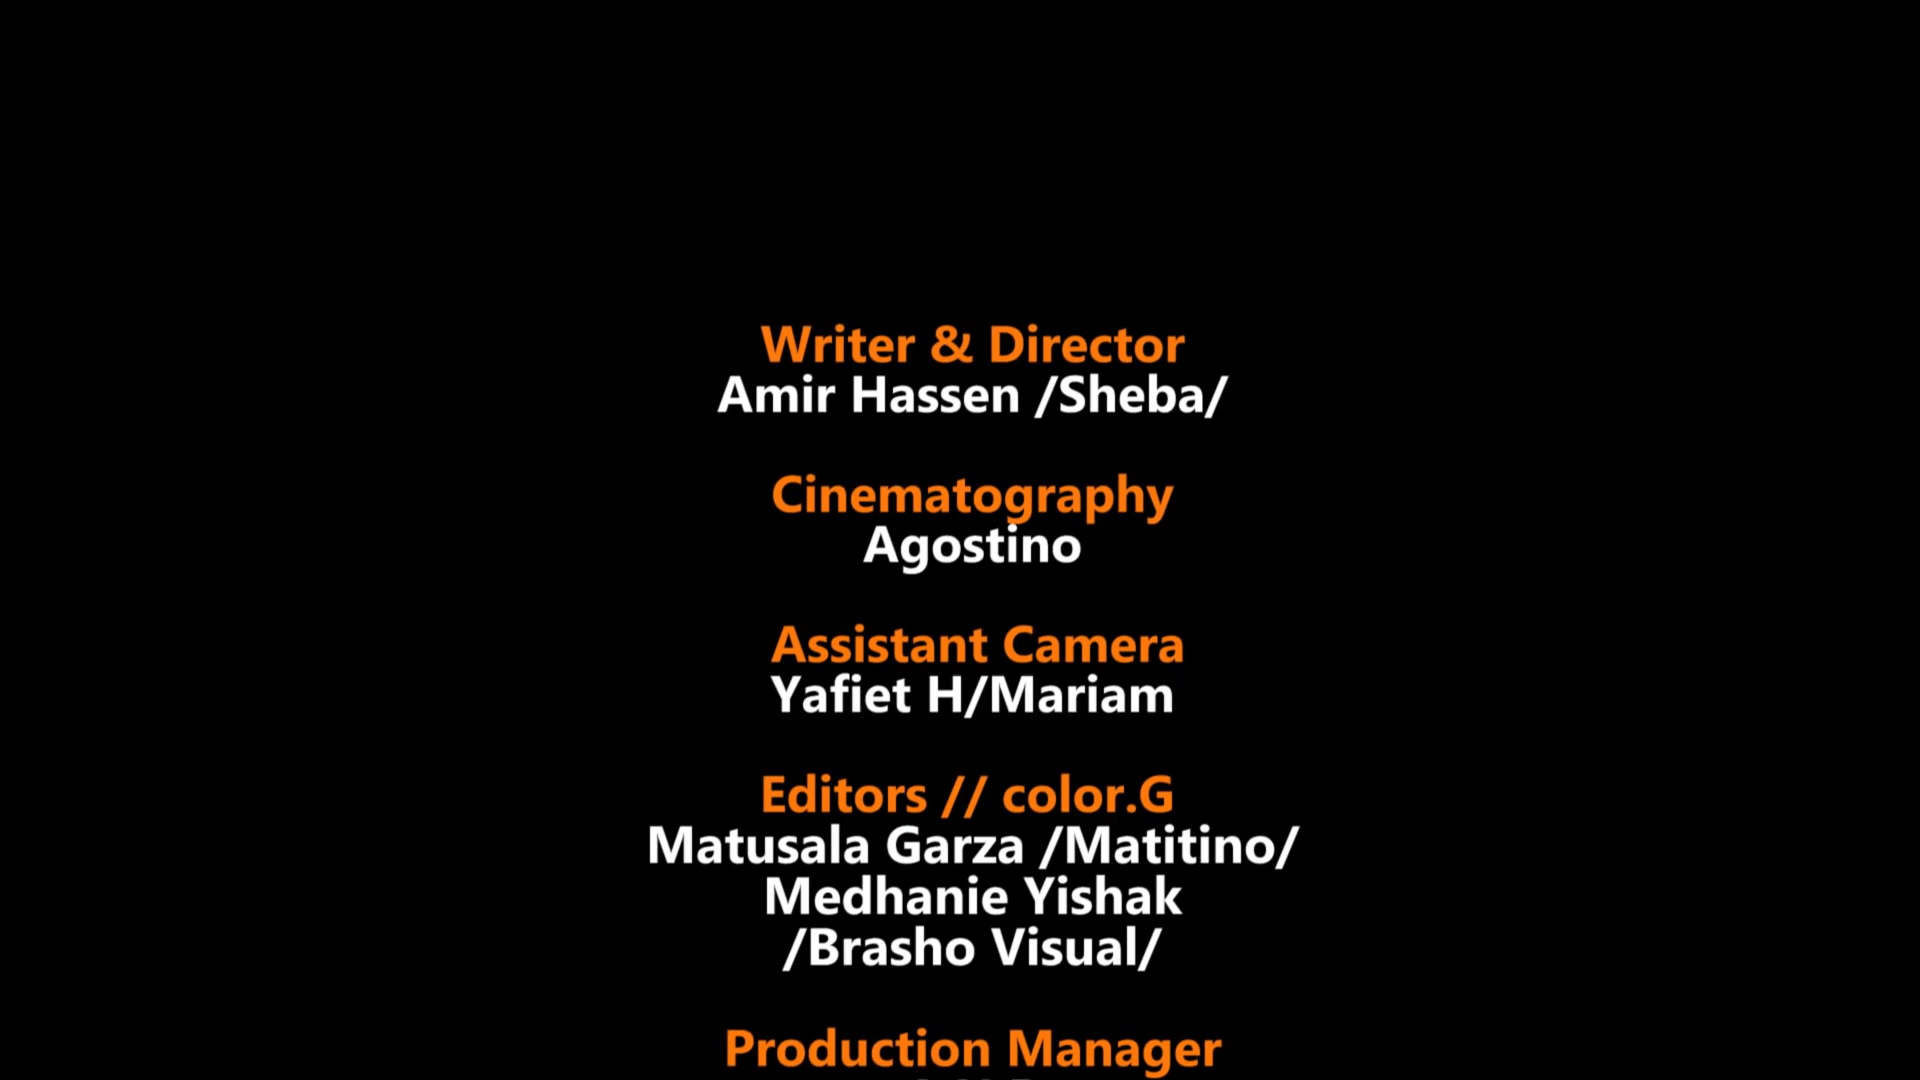 Writer & Director
Amir Hassen /Sheba/
Cinematography
Agostino
Assistant Camera
Yafiet H/Mariam
Editors // color.G
Matusala Garza /Matitino/
Medhanie Yishak
/Brasho Visual/
Production Manager